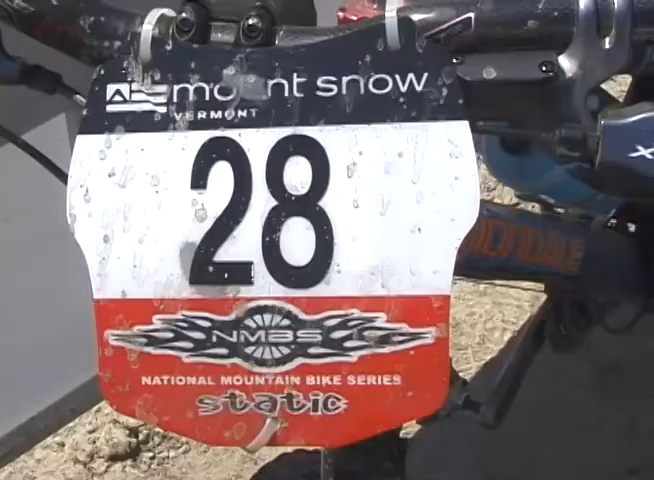 mount snow
VERMONT
28
NMBS
NATIONAL MOUNTAIN BIKE SERIES
static